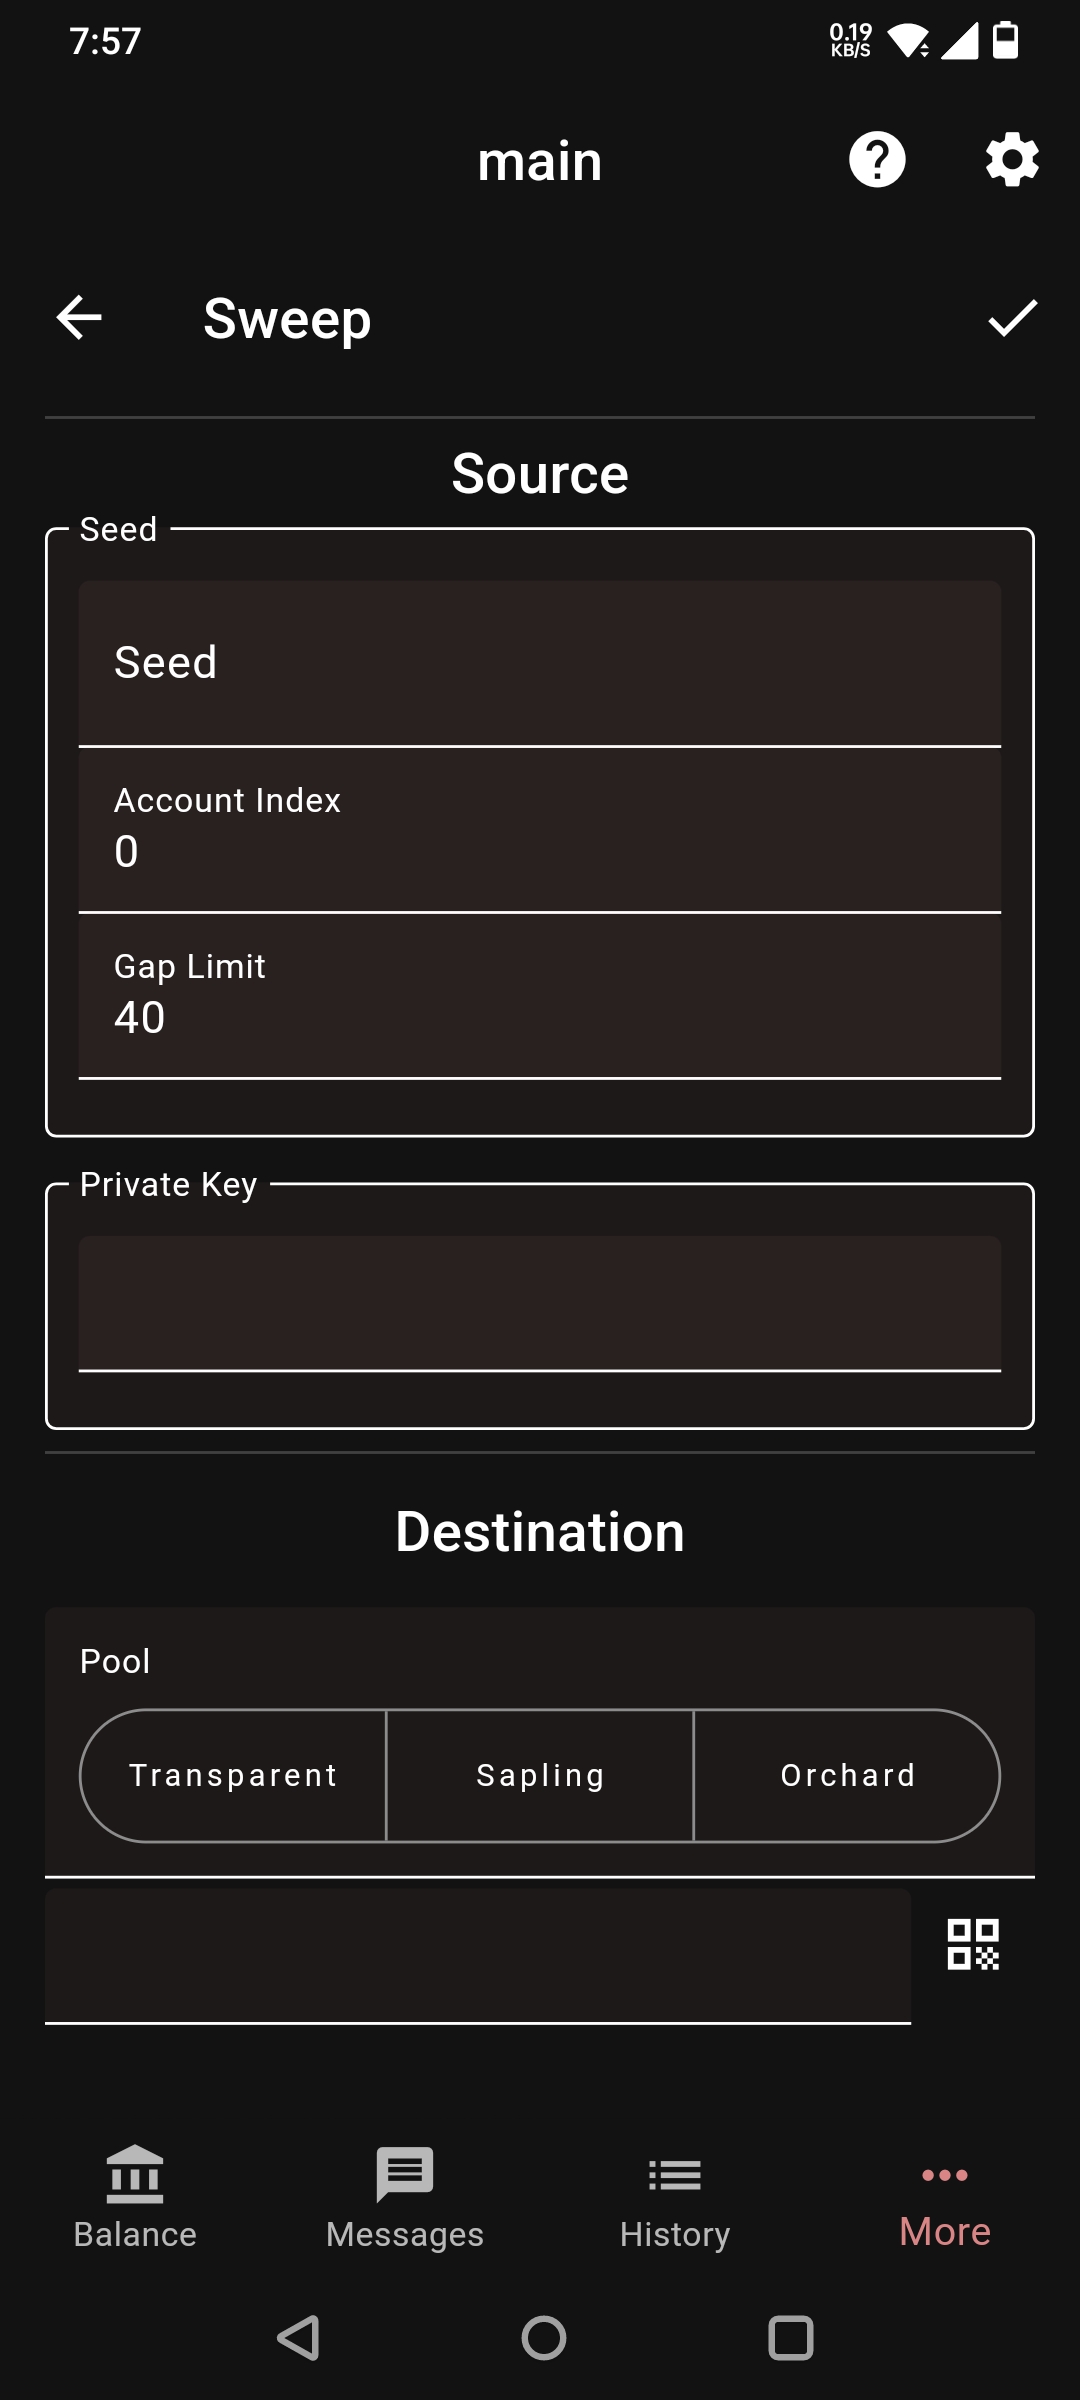 7:57
0.19
KB/S
main
Sweep
Source
Seed
Seed
Account Index
0
Gap Limit
40
Private Key
Destination
Pool
Transparent Sapling Orchard
Balance Messages History More